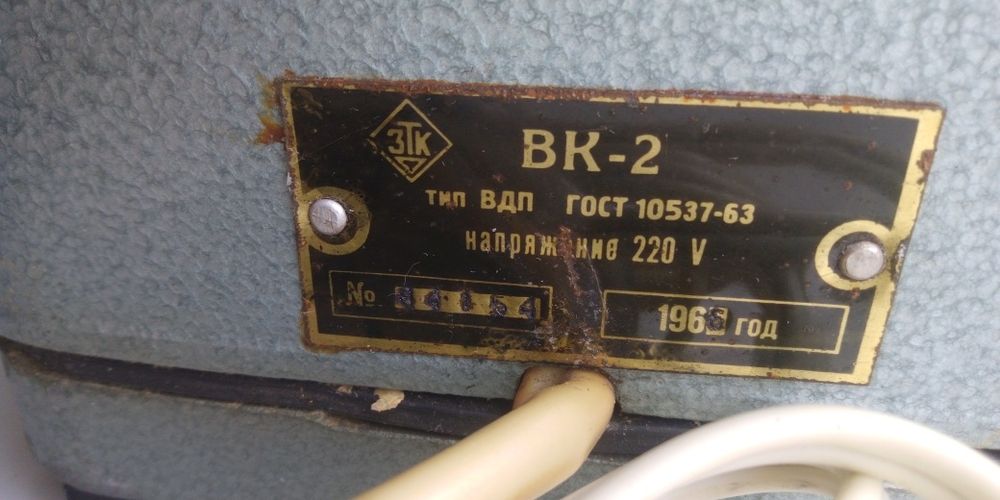 ЗТК
ВК-2
тип ВДП ГОСТ 10537-63
напряжение 220 V
№
год